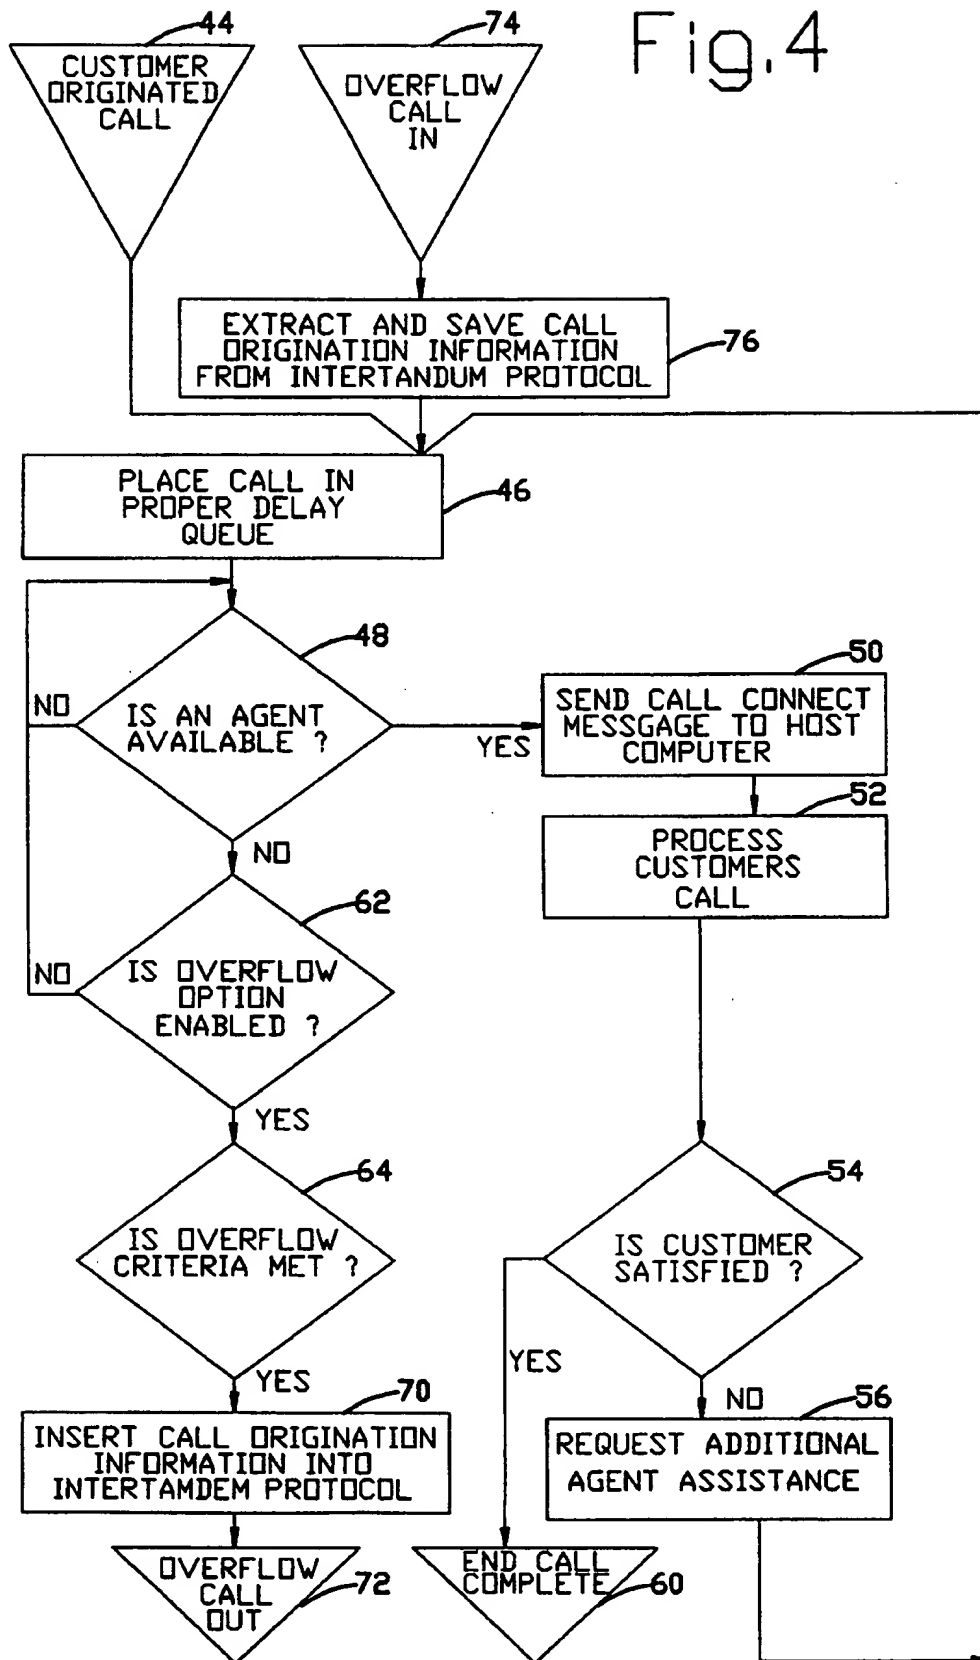 Fig.4
44
CUSTOMER
ORIGINATED
CALL
74
OVERFLOW
CALL
IN
EXTRACT AND SAVE CALL
ORIGINATION INFORMATION
FROM INTERTANDUM PROTOCOL
76
PLACE CALL IN
PROPER DELAY
QUEUE
46
48
NO
IS AN AGENT
AVAILABLE ?
YES
NO
50
SEND CALL CONNECT
MESSGAGE TO HOST
COMPUTER
52
PROCESS
CUSTOMERS
CALL
62
NO
IS OVERFLOW
OPTION
ENABLED ?
YES
64
IS OVERFLOW
CRITERIA MET ?
YES
54
IS CUSTOMER
SATISFIED ?
YES
NO
70
INSERT CALL ORIGINATION
INFORMATION INTO
INTERTAMDEM PROTOCOL
56
REQUEST ADDITIONAL
AGENT ASSISTANCE
OVERFLOW
CALL
OUT
72
END CALL
COMPLETE
60